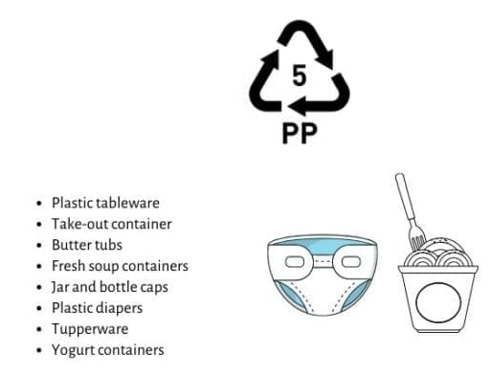 5
PP
• Plastic tableware
• Take-out container
• Butter tubs
• Fresh soup containers
• Jar and bottle caps
• Plastic diapers
• Tupperware
• Yogurt containers